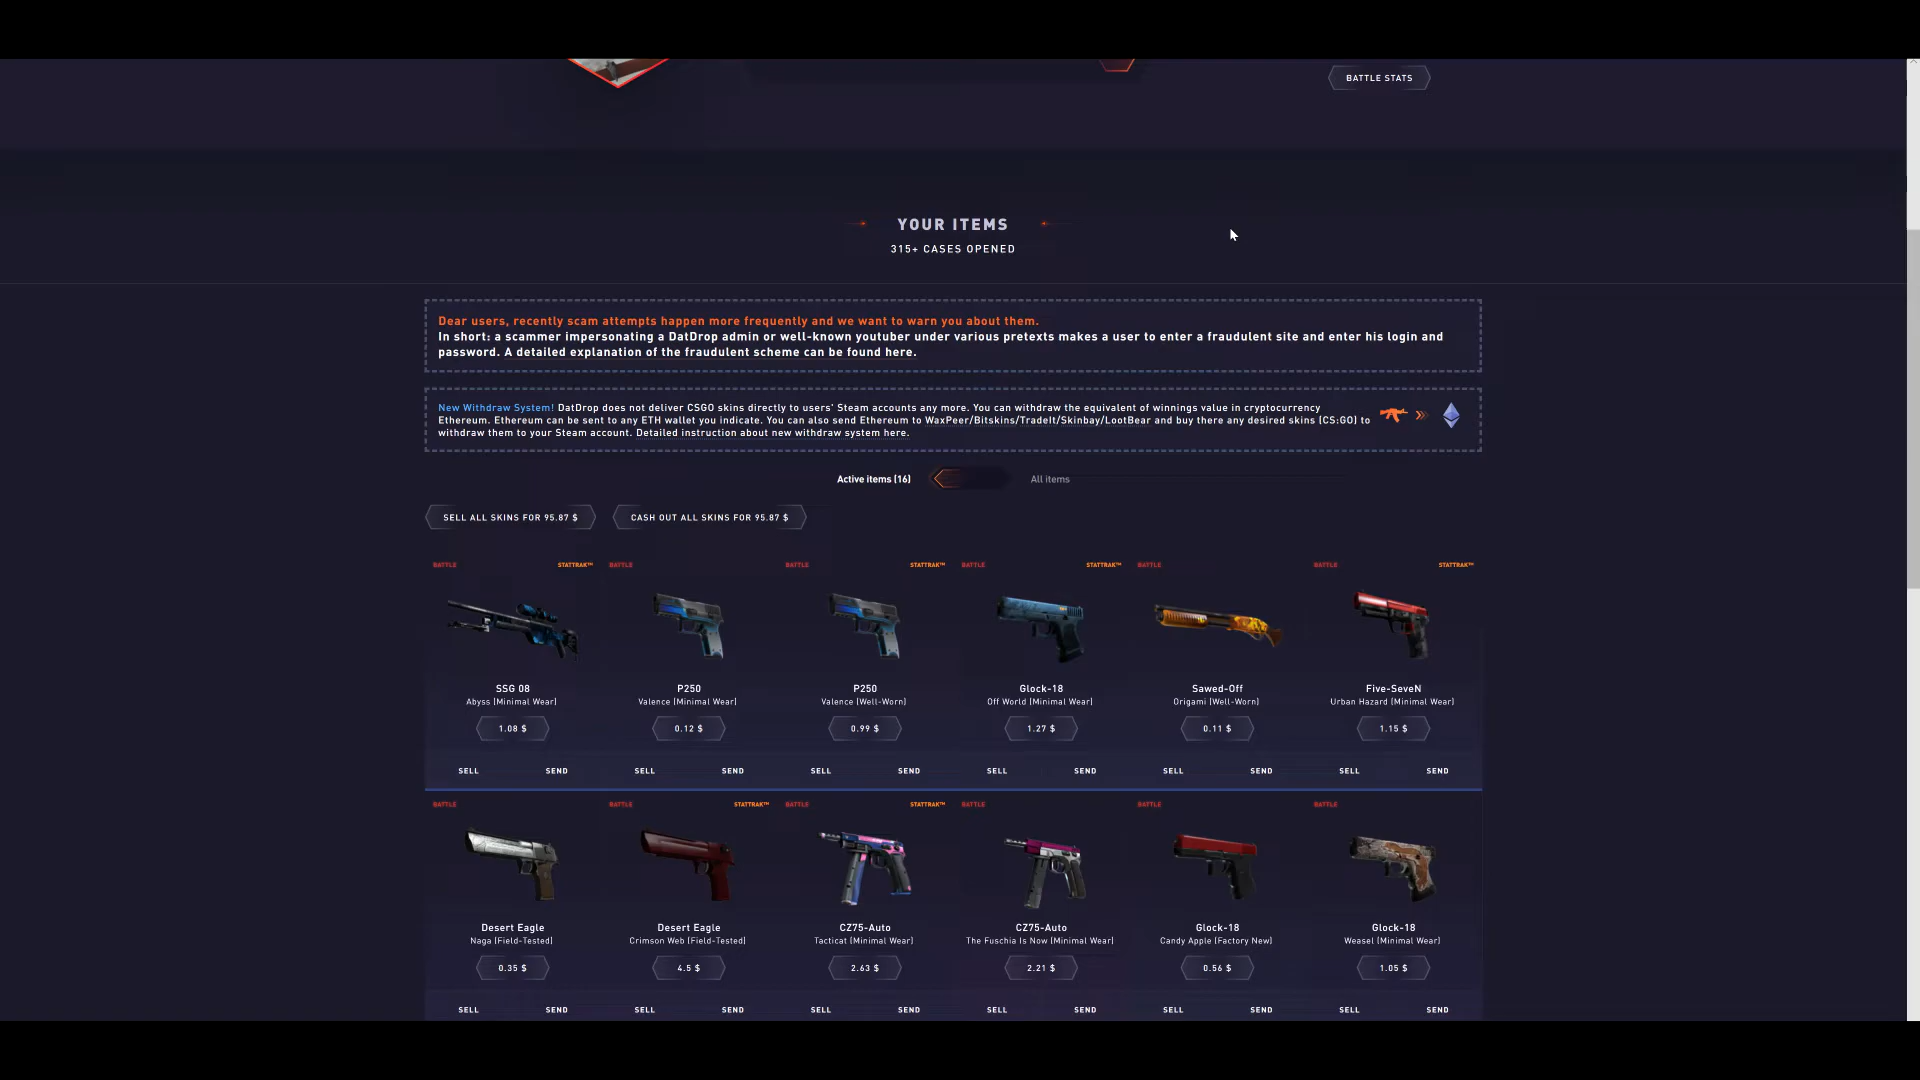 BATTLE STATS
YOUR ITEMS
315+ CASES OPENED
Dear users, recently scam attempts happen more frequently and we want to warn you about them.
In short: a scammer impersonating a DatDrop admin or well-known youtuber under various pretexts makes a user to enter a fraudulent site and enter his login and
password. A detailed explanation of the fraudulent scheme can be found here.
New Withdraw System! DatDrop does not deliver CSGO skins directly to users' Steam accounts any more. You can withdraw the equivalent of winnings value in cryptocurrency
Ethereum. Ethereum can be sent to any ETH wallet you indicate. You can also send Ethereum to WaxPeer/Bitskins/TradeIt/Skinbay/LootBear and buy there any desired skins (CS:GO) to
withdraw them to your Steam account. Detailed instruction about new withdraw system here.
Active items (16) All items
SELL ALL SKINS FOR 95.87 $ CASH OUT ALL SKINS FOR 95.87 $
BATTLE STATTRAK™ BATTLE BATTLE STATTRAK™ BATTLE STATTRAK™ BATTLE BATTLE STATTRAK™
SSG 08 P250 P250 Glock-18 Sawed-Off Five-SeveN
Abyss (Minimal Wear) Valence (Minimal Wear) Valence (Well-Worn) Off World (Minimal Wear) Origami (Well-Worn) Urban Hazard (Minimal Wear)
1.08 $ 0.12 $ 0.99 $ 1.27 $ 0.11 $ 1.15 $
SELL SEND SELL SEND SELL SEND SELL SEND SELL SEND SELL SEND
BATTLE BATTLE STATTRAK™ BATTLE STATTRAK™ BATTLE BATTLE BATTLE
Desert Eagle Desert Eagle CZ75-Auto CZ75-Auto Glock-18 Glock-18
Naga (Field-Tested) Crimson Web (Field-Tested) Tacticat (Minimal Wear) The Fuschia Is Now (Minimal Wear) Candy Apple (Factory New) Weasel (Minimal Wear)
0.35 $ 4.5 $ 2.63 $ 2.21 $ 0.56 $ 1.05 $
SELL SEND SELL SEND SELL SEND SELL SEND SELL SEND SELL SEND